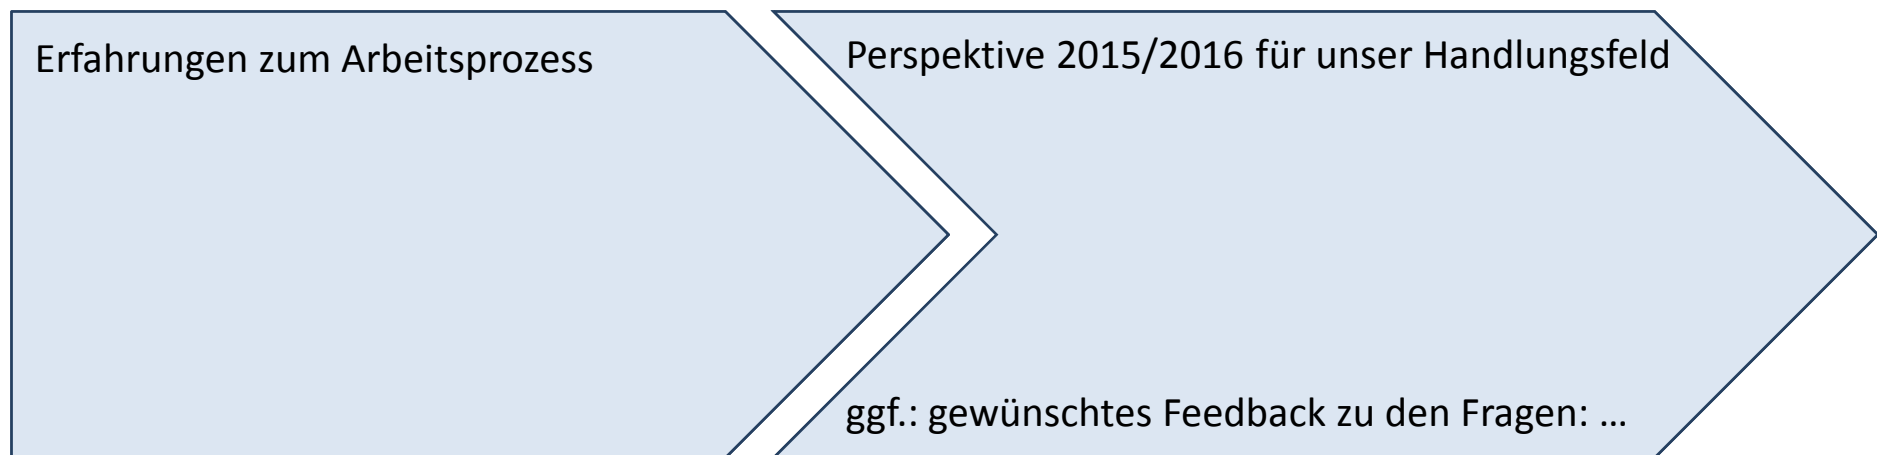 Erfahrungen zum Arbeitsprozess
Perspektive 2015/2016 für unser Handlungsfeld
ggf.: gewünschtes Feedback zu den Fragen: …